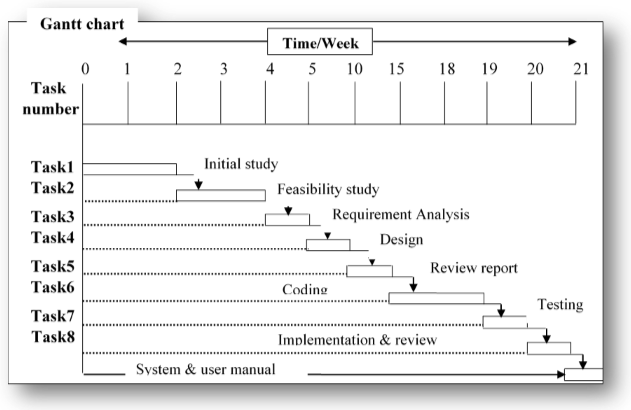 Gantt chart
Time/Week
0 1 2 3 4 5 10 15 18 19 20 21
Task
number
Task1 Initial study
Task2 Feasibility study
Task3 Requirement Analysis
Task4 Design
Task5 Review report
Task6 Coding
Task7 Testing
Task8 Implementation & review
System & user manual